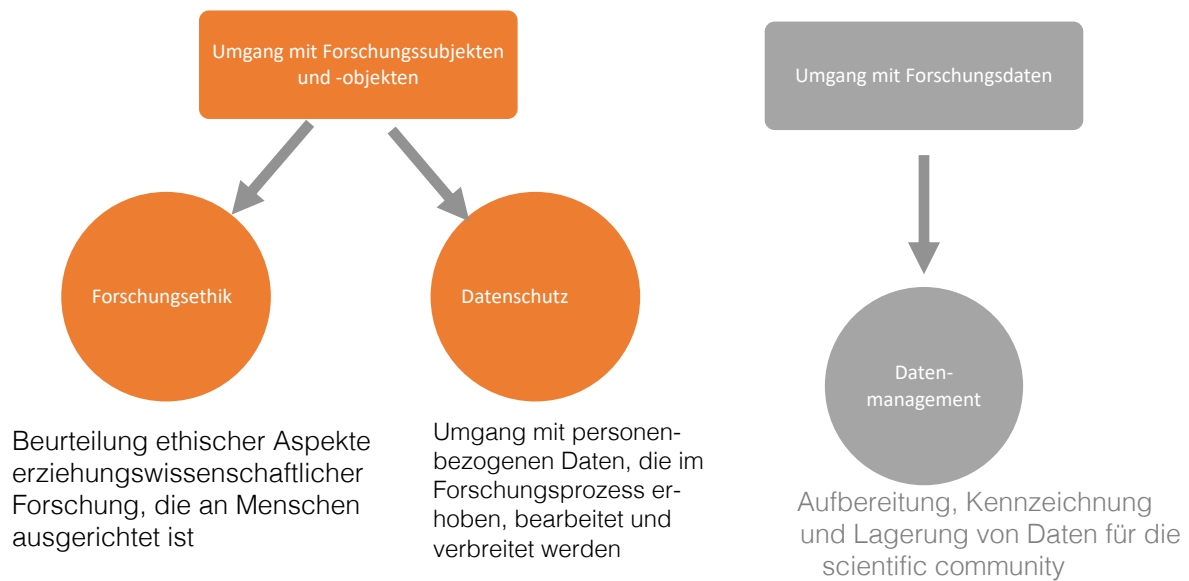 Umgang mit Forschungssubjekten
und -objekten
Umgang mit Forschungsdaten
Forschungsethik
Datenschutz
Daten-
management
Beurteilung ethischer Aspekte
erziehungswissenschaftlicher
Forschung, die an Menschen
ausgerichtet ist
Umgang mit personen-
bezogenen Daten, die im
Forschungsprozess er-
hoben, bearbeitet und
verbreitet werden
Aufbereitung, Kennzeichnung
und Lagerung von Daten für die
scientific community